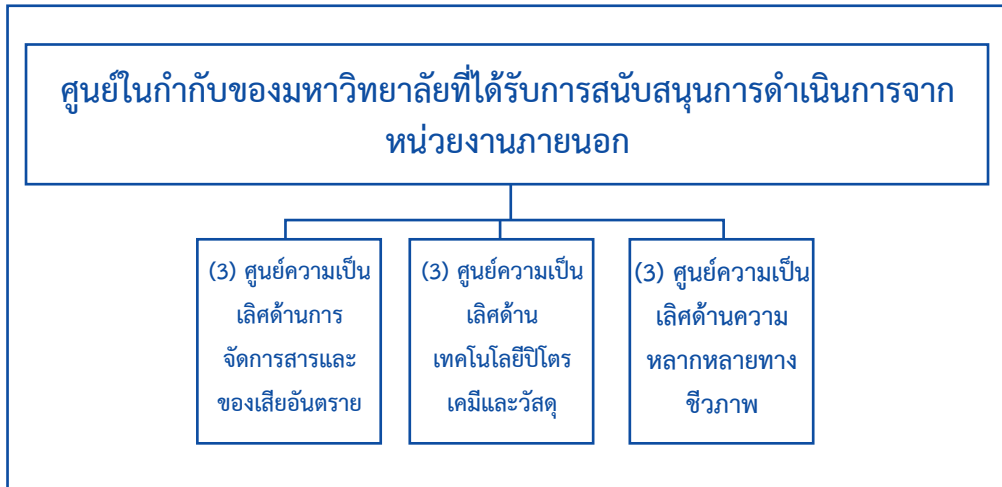 ศูนย์ในกำกับของมหาวิทยาลัยที่ได้รับการสนับสนุนการดำเนินการจาก
หน่วยงานภายนอก
(3) ศูนย์ความเป็น
เลิศด้านการ
จัดการสารและ
ของเสียอันตราย
(3) ศูนย์ความเป็น
เลิศด้าน
เทคโนโลยีปิโตร
เคมีและวัสดุ
(3) ศูนย์ความเป็น
เลิศด้านความ
หลากหลายทาง
ชีวภาพ